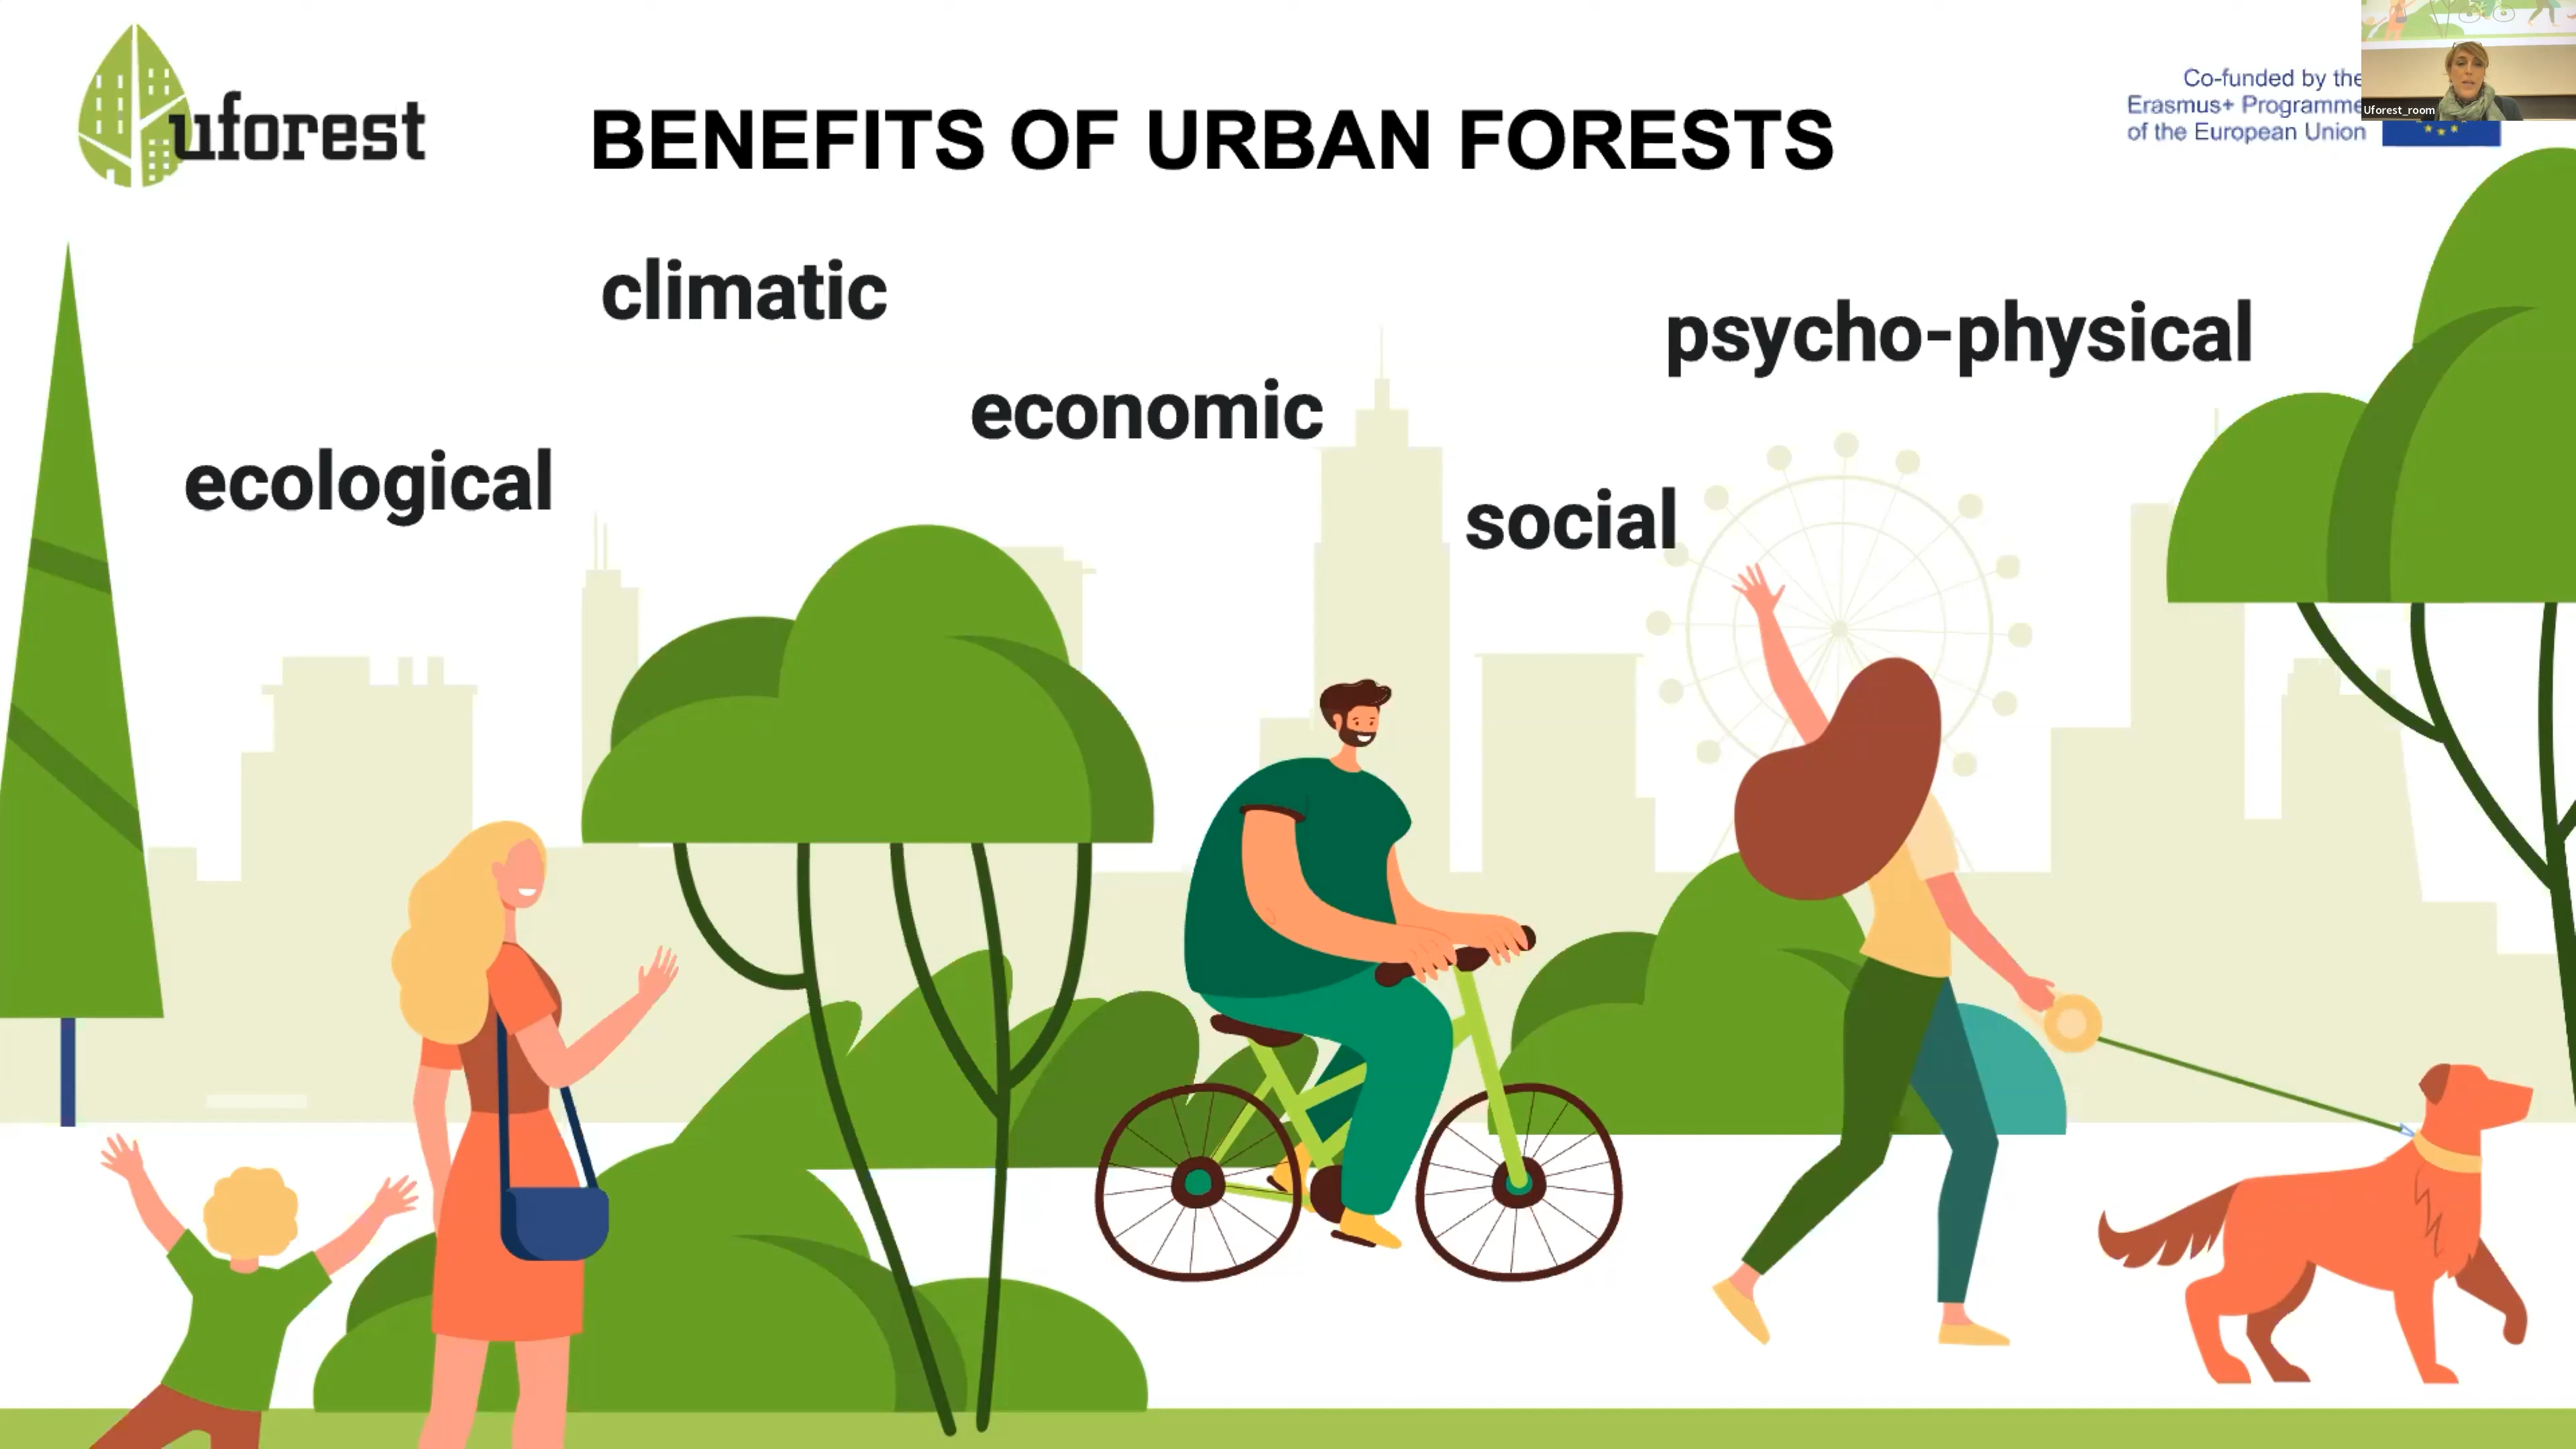 uforest
BENEFITS OF URBAN FORESTS
Co-funded by the
Erasmus+ Programme
of the European Union
Uforest_room
climatic
psycho-physical
economic
ecological
social